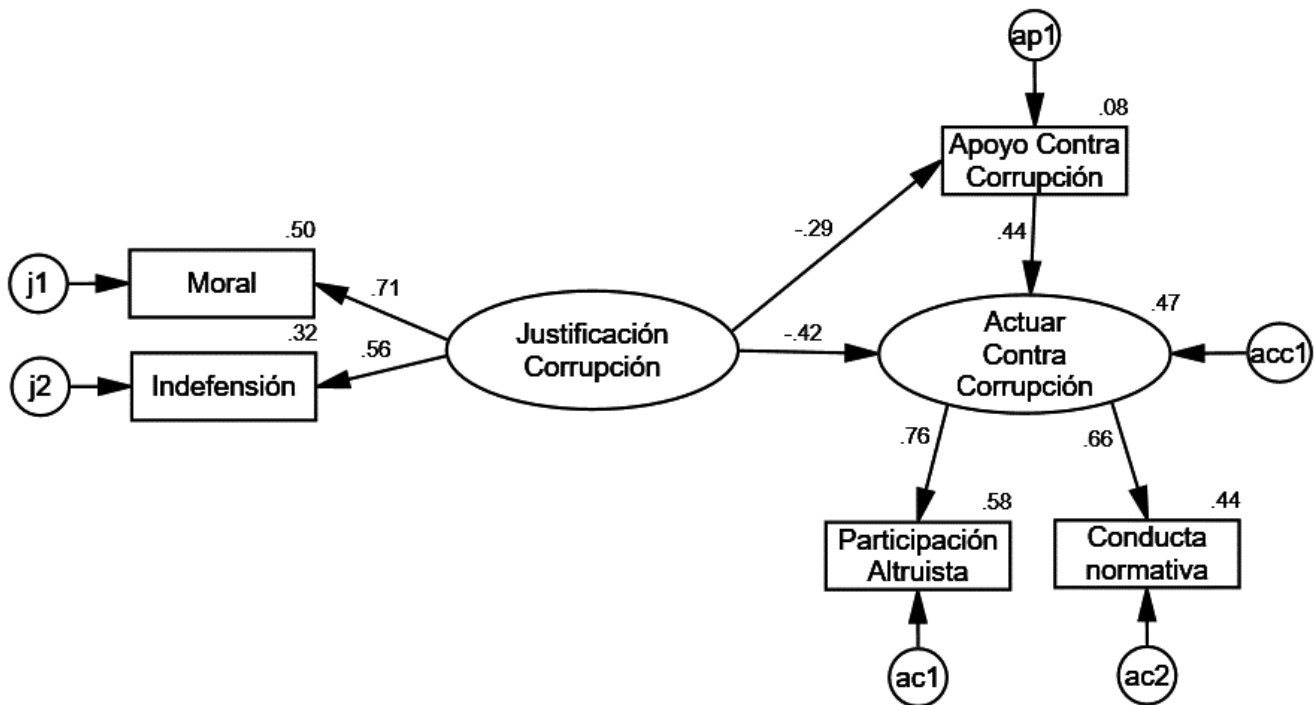 ap1
.08
Apoyo Contra
Corrupción
-.29
.44
.50
j1
Moral
.71
.32
.56
j2
Indefensión
Justificación
Corrupción
-.42
.47
Actuar
Contra
Corrupción
acc1
.76
.66
.58
.44
Participación
Altruista
Conducta
normativa
ac1
ac2